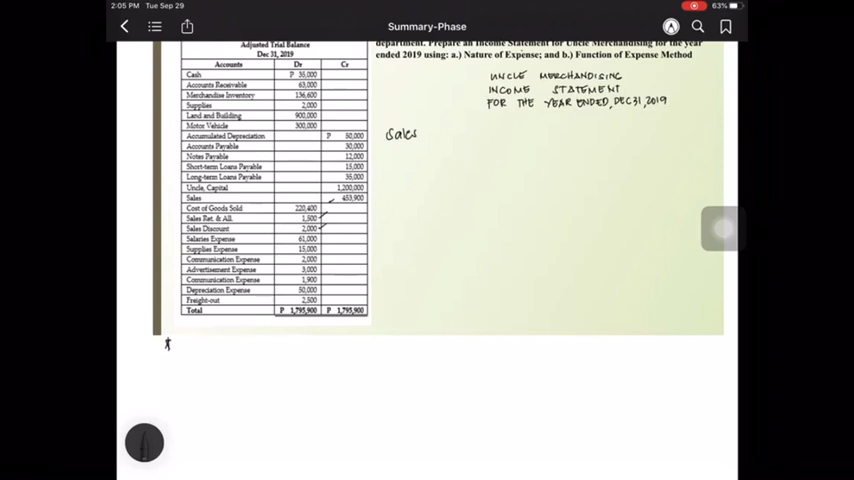 2:05 PM Tue Sep 29
63%
Summary-Phase
Adjusted Trial Balance
Dec 31, 2019
Accounts Dr Cr
Cash P 35,000
Accounts Receivable 63,000
Merchandise Inventory 136,600
Supplies 2,000
Land and Building 900,000
Motor Vehicle 300,000
Accumulated Depreciation P 50,000
Accounts Payable 30,000
Notes Payable 12,000
Short-term Loans Payable 15,000
Long-term Loans Payable 35,000
Uncle, Capital 1,200,000
Sales 453,900
Cost of Goods Sold 220,400
Sales Ret. & All. 1,500
Sales Discount 2,000
Salaries Expense 61,000
Supplies Expense 15,000
Communication Expense 2,000
Advertisement Expense 3,000
Communication Expense 1,900
Depreciation Expense 50,000
Freight-out 2,500
Total P 1,795,900 P 1,795,900
department. Prepare an Income Statement for Uncle Merchandising for the year
ended 2019 using: a.) Nature of Expense; and b.) Function of Expense Method
UNCLE MERCHANDISING
INCOME STATEMENT
FOR THE YEAR ENDED, DEC 31, 2019
Sales